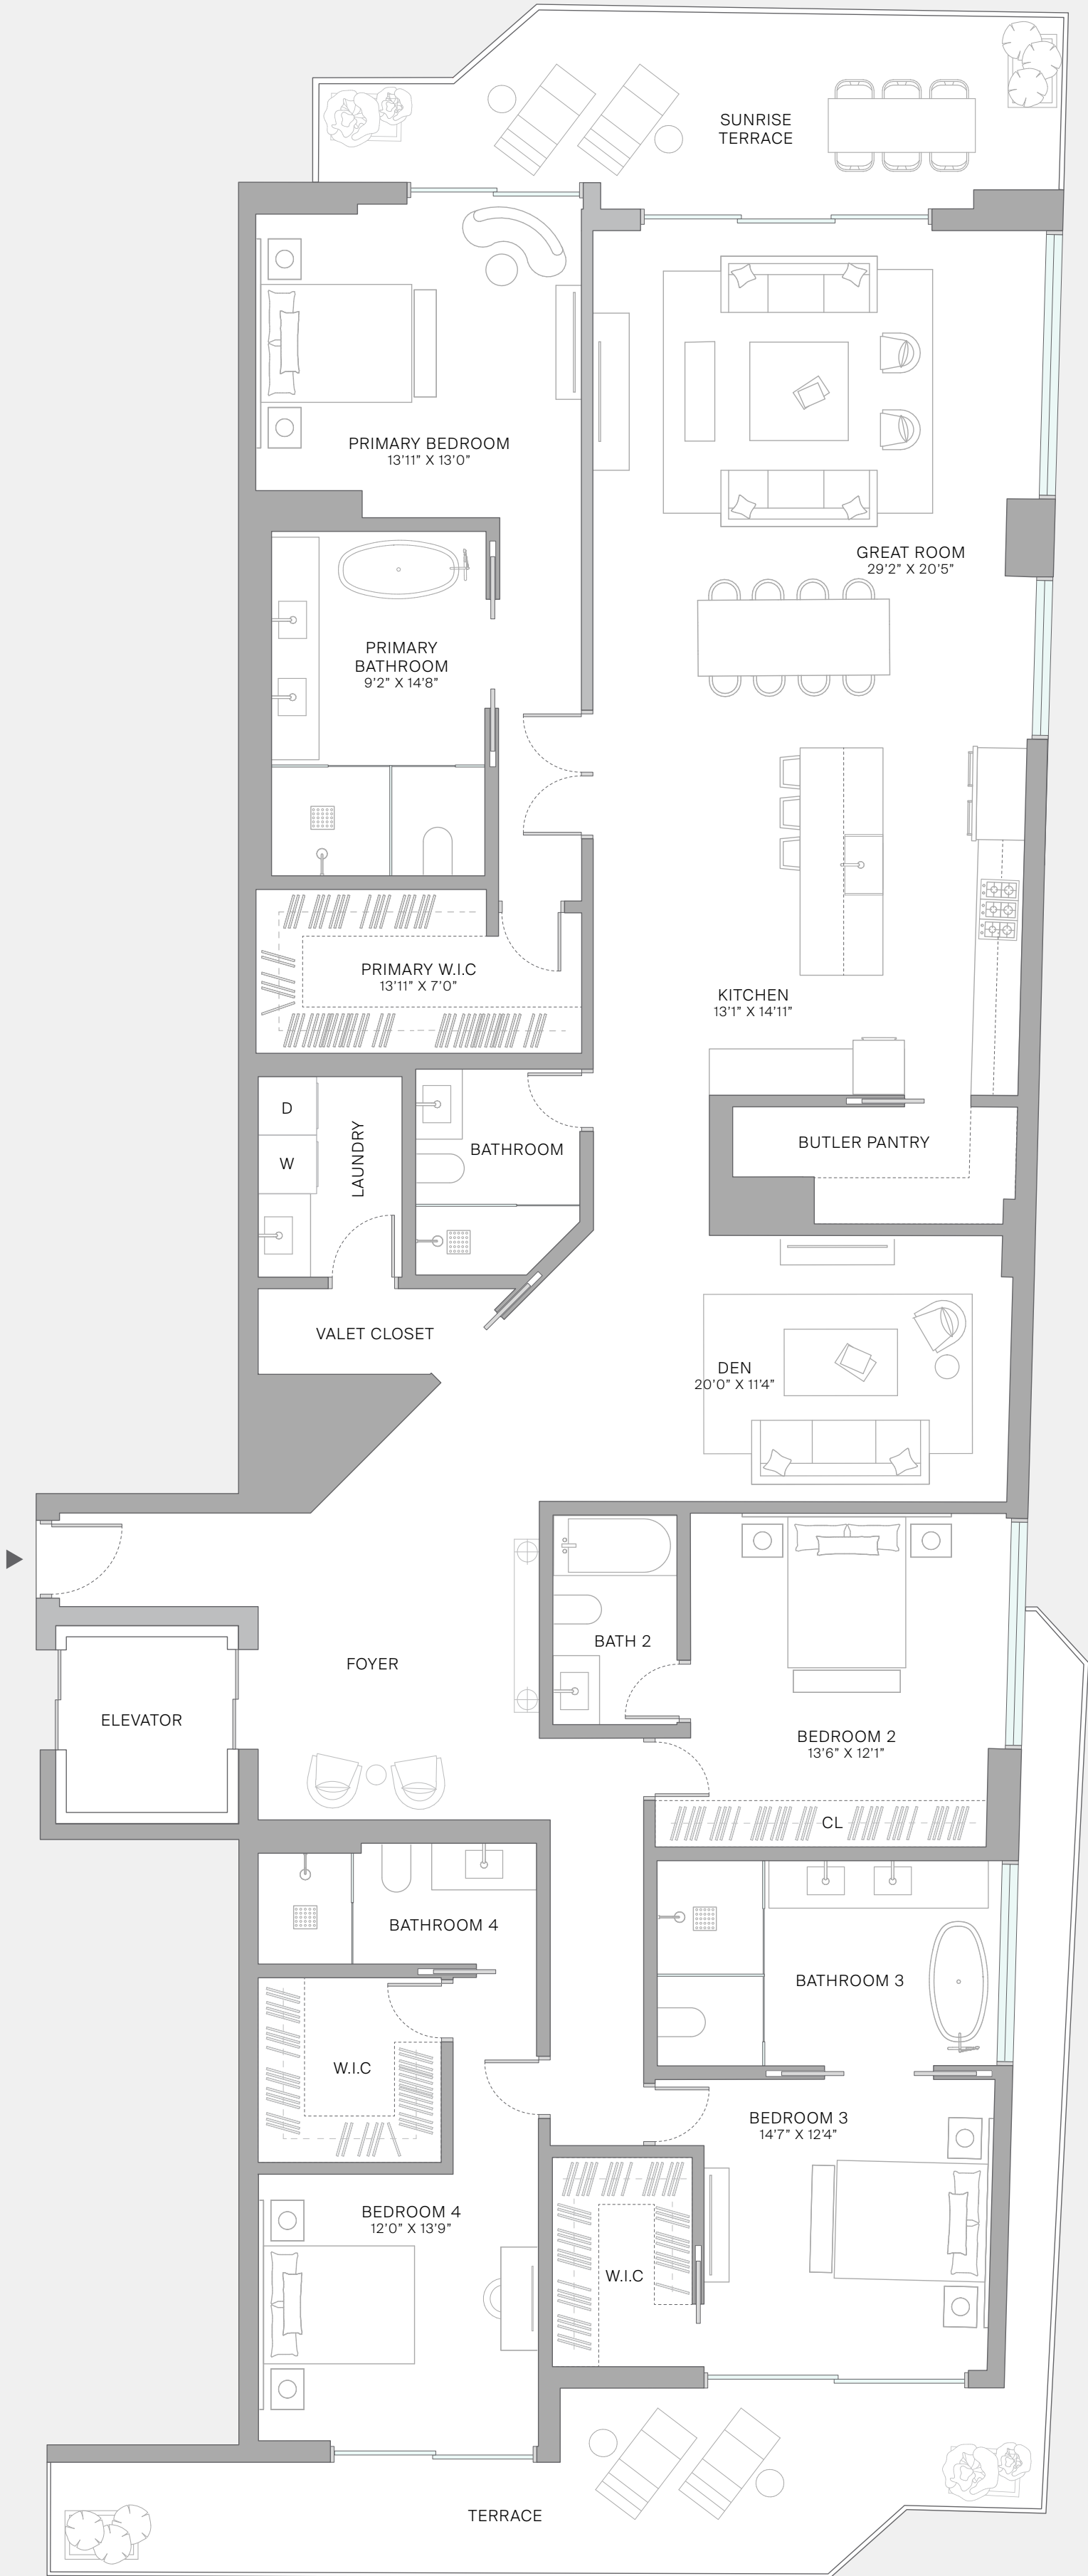 SUNRISE
TERRACE
PRIMARY BEDROOM
13'11" X 13'0"
GREAT ROOM
29'2" X 20'5"
PRIMARY
BATHROOM
9'2" X 14'8"
PRIMARY W.I.C
13'11" X 7'0"
KITCHEN
13'1" X 14'11"
D
W
LAUNDRY
BATHROOM
BUTLER PANTRY
VALET CLOSET
DEN
20'0" X 11'4"
FOYER
BATH 2
ELEVATOR
BEDROOM 2
13'6" X 12'1"
CL
BATHROOM 4
BATHROOM 3
W.I.C
BEDROOM 3
14'7" X 12'4"
BEDROOM 4
12'0" X 13'9"
W.I.C
TERRACE